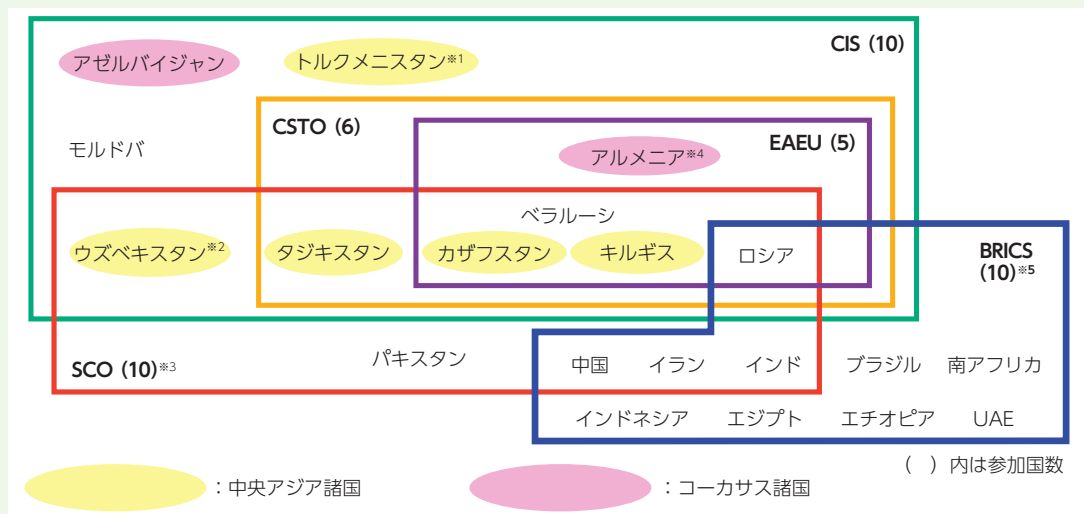 CIS (10)
アゼルバイジャン
トルクメニスタン※1
CSTO (6)
EAEU (5)
モルドバ
アルメニア※4
ベラルーシ
ウズベキスタン※2
タジキスタン
カザフスタン
キルギス
ロシア
BRICS
(10)※5
SCO (10)※3
パキスタン
中国
イラン
インド
ブラジル
南アフリカ
インドネシア
エジプト
エチオピア
UAE
（　）内は参加国数
：中央アジア諸国
：コーカサス諸国